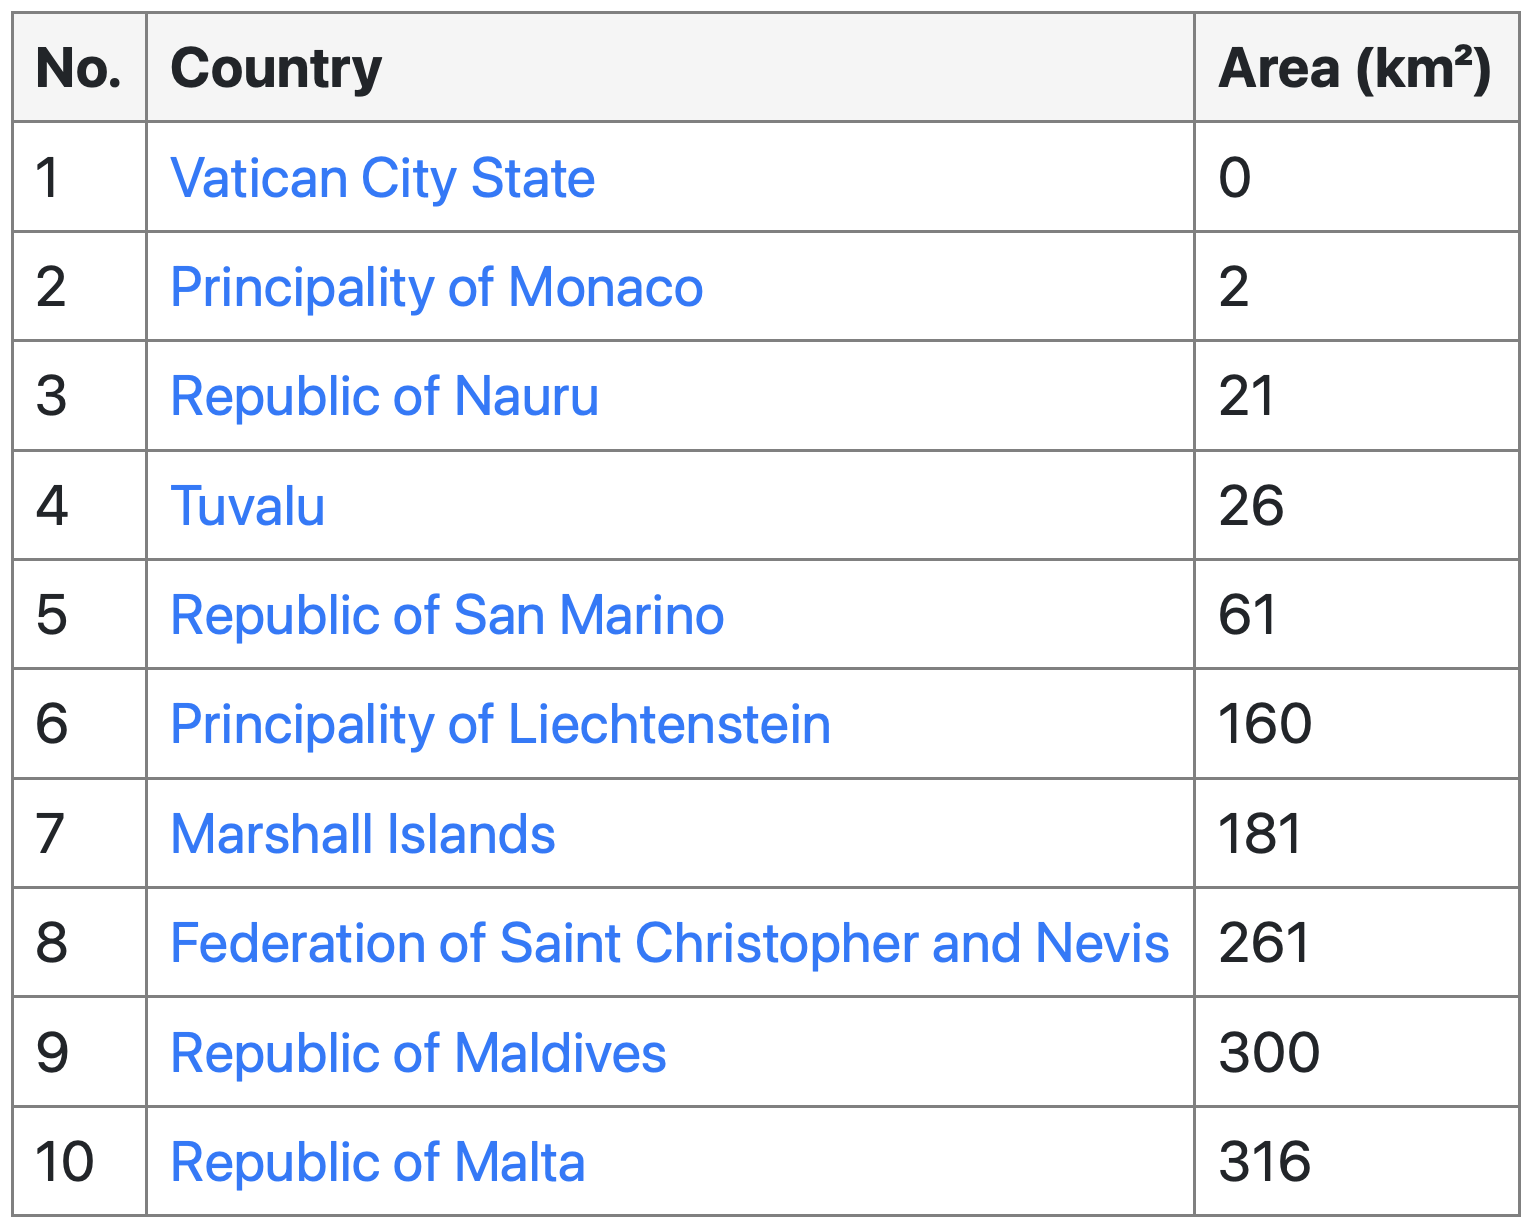 No. Country Area (km²)
1 Vatican City State 0
2 Principality of Monaco 2
3 Republic of Nauru 21
4 Tuvalu 26
5 Republic of San Marino 61
6 Principality of Liechtenstein 160
7 Marshall Islands 181
8 Federation of Saint Christopher and Nevis 261
9 Republic of Maldives 300
10 Republic of Malta 316